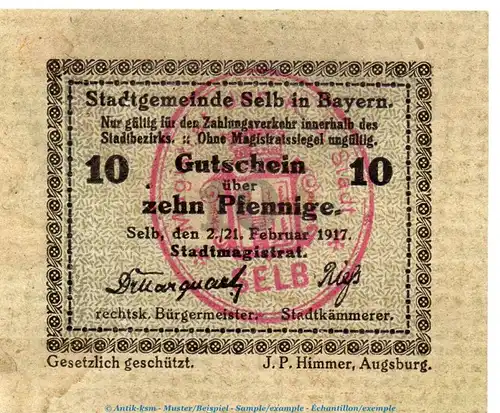 Stadtgemeinde Selb in Bayern.
Nur gültig für den Zahlungsverkehr innerhalb des
Stadtbezirks. :: Ohne Magistratssiegel ungültig.
10 Gutschein 10
über
zehn Pfennige.
Selb, den 2./21. Februar 1917.
Stadtmagistrat.
rechtsk. Bürgermeister. Stadtkämmerer.
Stadt
SELB
Gesetzlich geschützt. J. P. Himmer, Augsburg.
© Antik-ksm - Muster/Beispiel - Sample/example - Échantillon/exemple